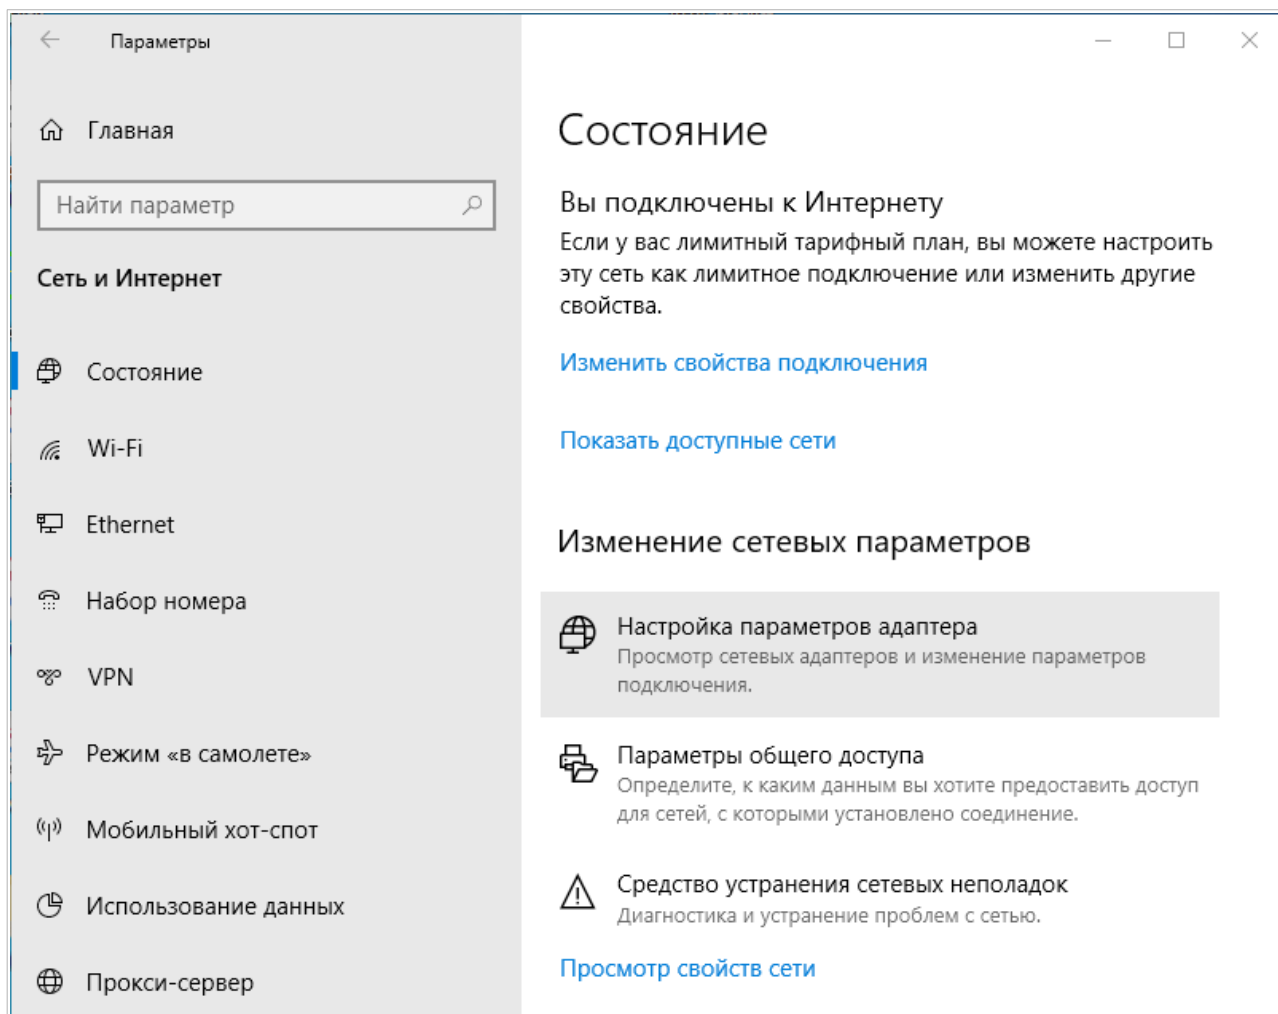 Параметры
Главная
Найти параметр
Сеть и Интернет
Состояние
Wi-Fi
Ethernet
Набор номера
VPN
Режим «в самолете»
Мобильный хот-спот
Использование данных
Прокси-сервер
Состояние
Вы подключены к Интернету
Если у вас лимитный тарифный план, вы можете настроить
эту сеть как лимитное подключение или изменить другие
свойства.
Изменить свойства подключения
Показать доступные сети
Изменение сетевых параметров
Настройка параметров адаптера
Просмотр сетевых адаптеров и изменение параметров
подключения.
Параметры общего доступа
Определите, к каким данным вы хотите предоставить доступ
для сетей, с которыми установлено соединение.
Средство устранения сетевых неполадок
Диагностика и устранение проблем с сетью.
Просмотр свойств сети